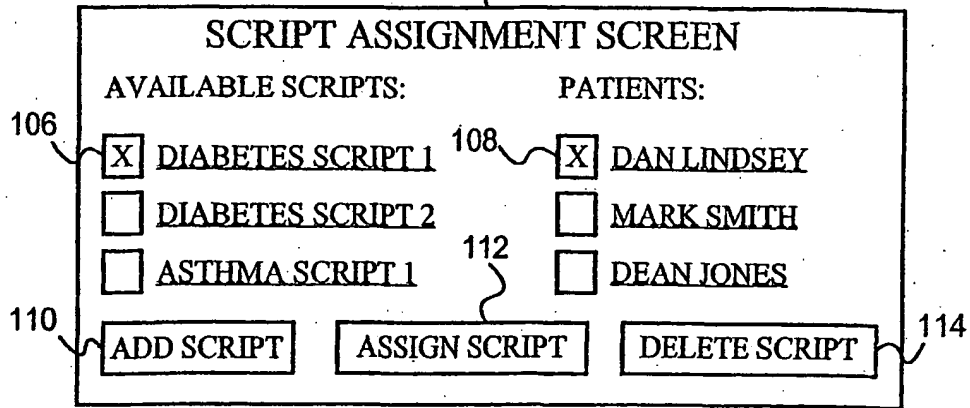 SCRIPT ASSIGNMENT SCREEN
AVAILABLE SCRIPTS: PATIENTS:
106 X DIABETES SCRIPT 1 108 X DAN LINDSEY
DIABETES SCRIPT 2 MARK SMITH
112
ASTHMA SCRIPT 1 DEAN JONES
110 ADD SCRIPT ASSIGN SCRIPT DELETE SCRIPT 114